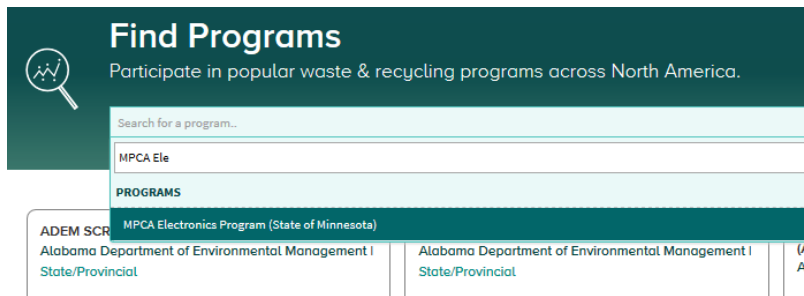 Find Programs
Participate in popular waste & recycling programs across North America.
Search for a program..
MPCA Ele
PROGRAMS
MPCA Electronics Program (State of Minnesota)
ADEM SCR
Alabama Department of Environmental Management |
State/Provincial
Alabama Department of Environmental Management |
State/Provincial
(A
A